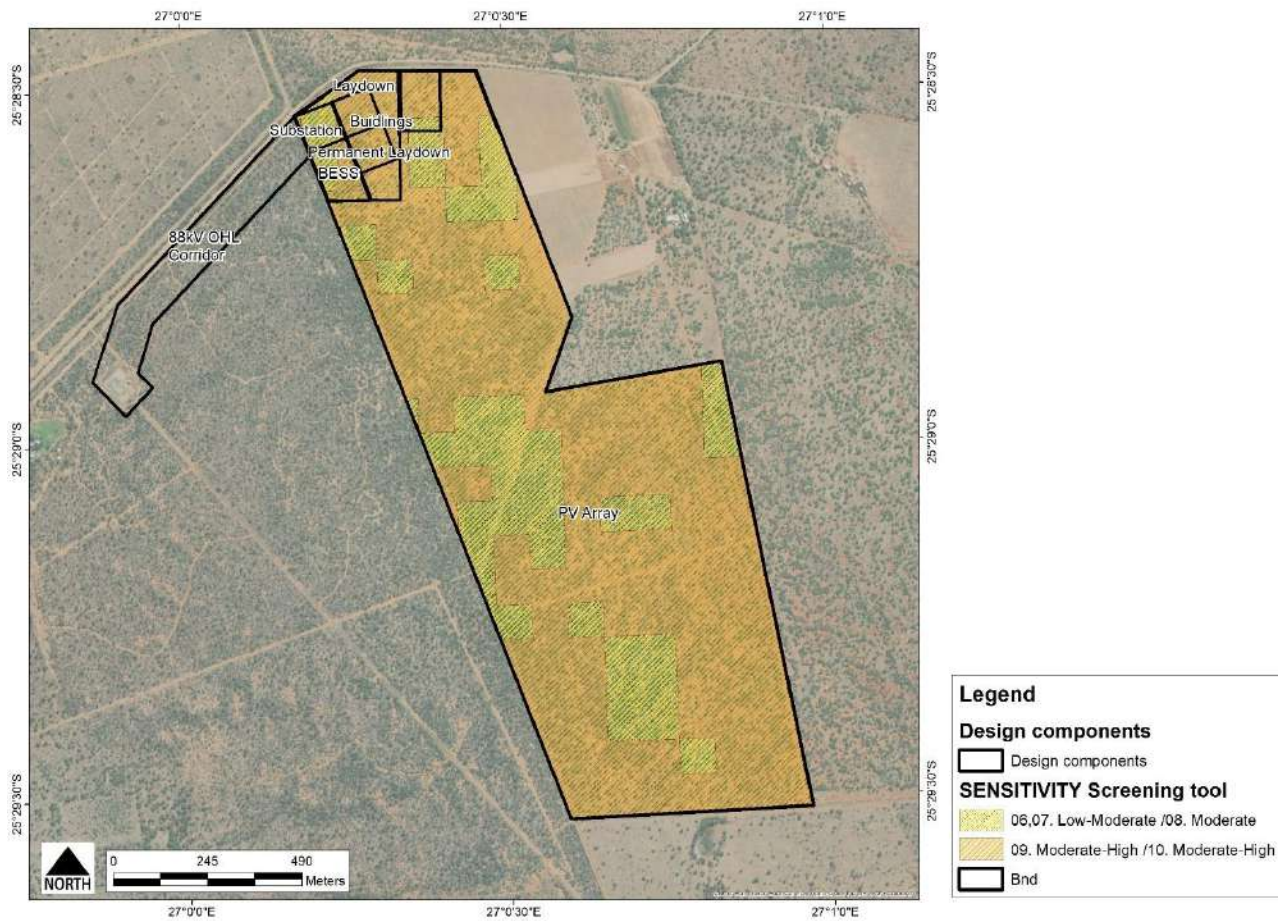 27°0'0"E
27°0'30"E
27°1'0"E
25°28'30"S
25°28'30"S
Laydown
Buidlings
Substation
Permanent Laydown
BESS
88kV OHL
Corridor
25°29'0"S
25°29'0"S
PV Array
25°29'30"S
25°29'30"S
NORTH
0 245 490
Meters
27°0'0"E
27°0'30"E
27°1'0"E
Legend
Design components
Design components
SENSITIVITY Screening tool
06,07. Low-Moderate /08. Moderate
09. Moderate-High /10. Moderate-High
Bnd